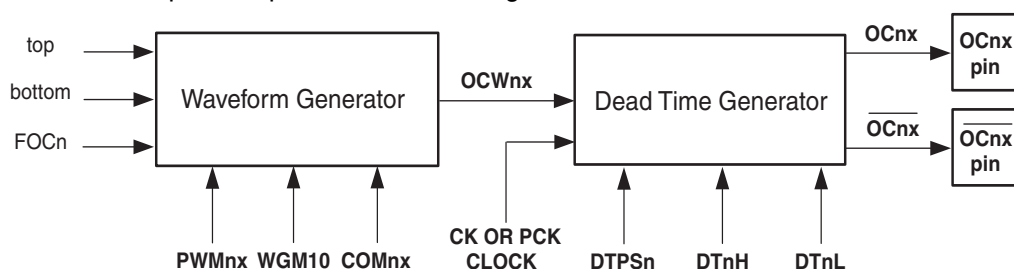 top
bottom
FOCn
Waveform Generator
PWMnx WGM10 COMnx
OCWnx
CK OR PCK
CLOCK
Dead Time Generator
DTPSn DTnH DTnL
OCnx
OCnx
OCnx
pin
OCnx
pin